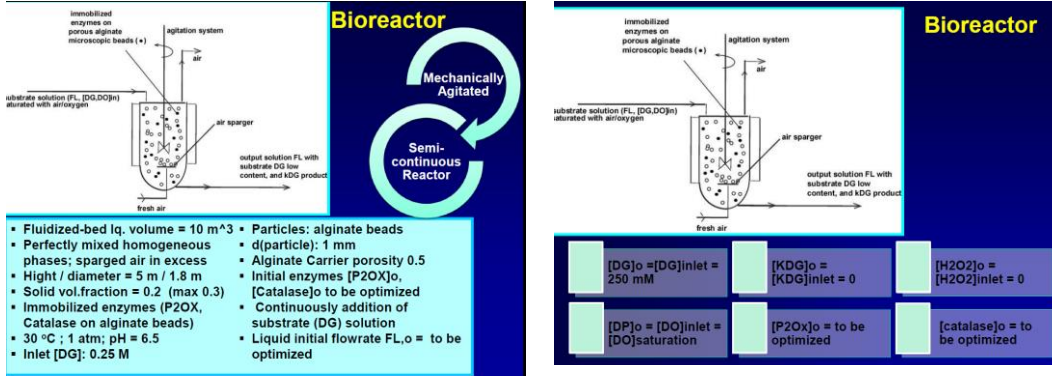 Bioreactor
immobilized
enzymes on
porous alginate
microscopic beads (●)
agitation system
air
substrate solution (FL, [DG,DO]in)
saturated with air/oxygen
air sparger
output solution FL with
substrate DG low
content, and kDG product
fresh air
Mechanically
Agitated
Semi-
continuous
Reactor
▪ Fluidized-bed lq. volume = 10 m^3
▪ Perfectly mixed homogeneous
phases; sparged air in excess
▪ Hight / diameter = 5 m / 1.8 m
▪ Solid vol.fraction = 0.2 (max 0.3)
▪ Immobilized enzymes (P2OX,
Catalase on alginate beads)
▪ 30 ºC ; 1 atm; pH = 6.5
▪ Inlet [DG]: 0.25 M
▪ Particles: alginate beads
▪ d(particle): 1 mm
▪ Alginate Carrier porosity 0.5
▪ Initial enzymes [P2OX]o,
[Catalase]o to be optimized
▪ Continuously addition of
substrate (DG) solution
▪ Liquid initial flowrate FL,o = to be
optimized
Bioreactor
immobilized
enzymes on
porous alginate
microscopic beads (●)
agitation system
air
substrate solution (FL, [DG,DO]in)
saturated with air/oxygen
air sparger
output solution FL with
substrate DG low
content, and kDG product
fresh air
[DG]o =[DG]inlet =
250 mM
[KDG]o =
[KDG]inlet = 0
[H2O2]o =
[H2O2]inlet = 0
[DP]o = [DO]inlet =
[DO]saturation
[P2Ox]o = to be
optimized
[catalase]o = to
be optimized